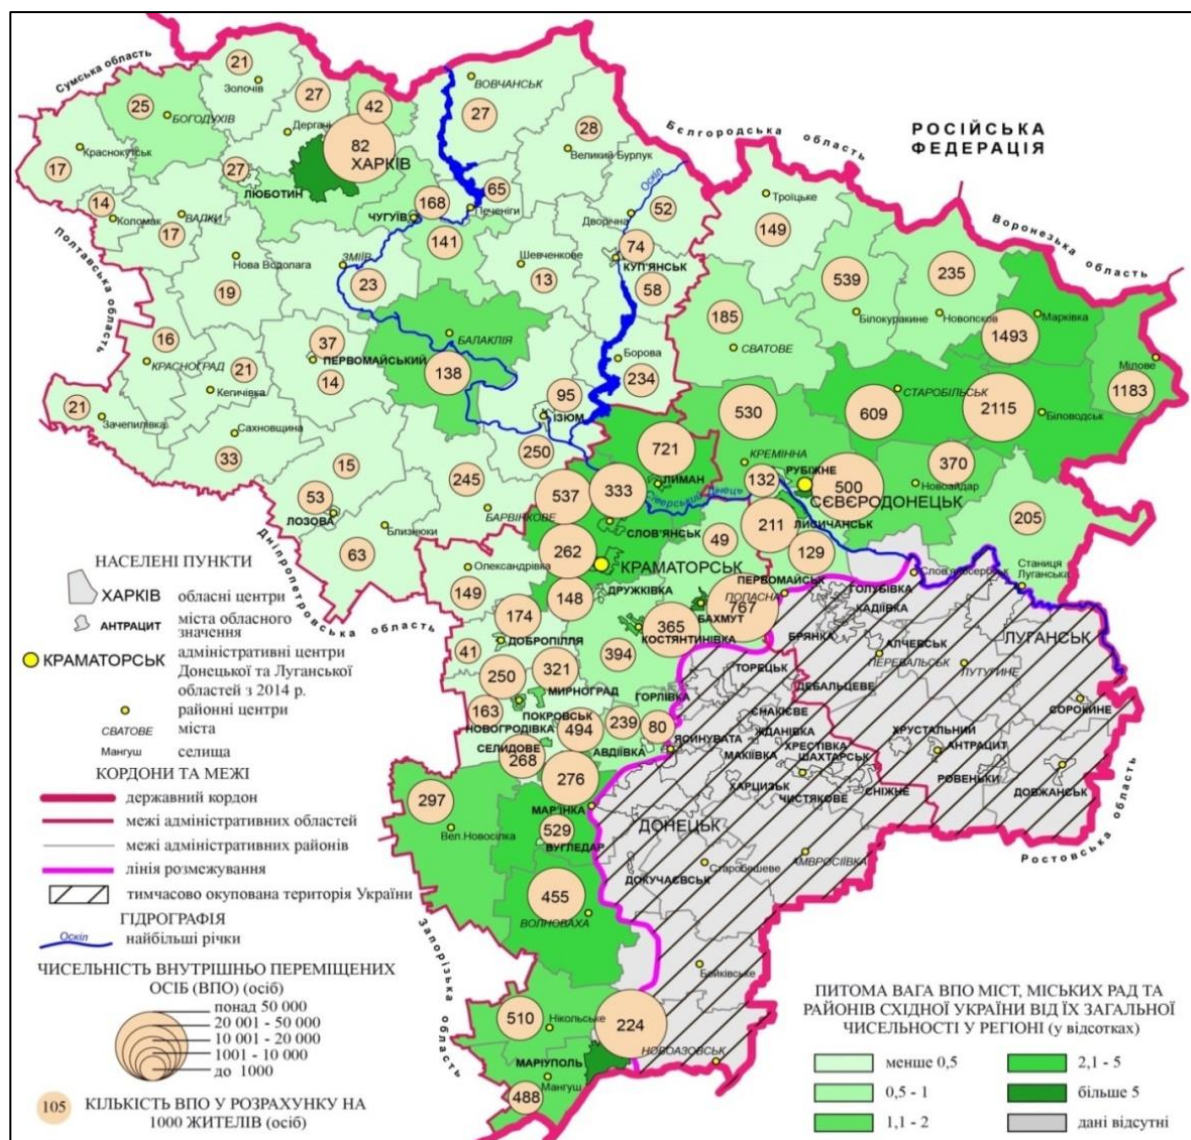 Сумська область
21
Золочів
27
42
ВОВЧАНСЬК
27
25
БОГОДУХІВ
Дергачі
82
ХАРКІВ
28
Великий Бурлук
Бєлгородська область
РОСІЙСЬКА
ФЕДЕРАЦІЯ
Краснокутськ
17
27
ЛЮБОТИН
65
Печеніги
Оскіл
Троїцьке
14
Коломак
ВАЛКИ
17
168
ЧУГУЇВ
Дворічна
52
149
Воронезька область
Полтавська область
141
74
КУП'ЯНСЬК
Нова Водолага
ЗМІЇВ
Шевченкове
13
539
235
19
23
58
185
Білокуракине
Новопсков
Марківка
16
37
БАЛАКЛІЯ
1493
КРАСНОГРАД
21
ПЕРВОМАЙСЬКИЙ
Борова
СВАТОВЕ
Мілове
14
138
234
Кегичівка
95
СТАРОБІЛЬСЬК
1183
21
Зачепилівка
ІЗЮМ
530
609
2115
Біловодськ
Сахновщина
33
250
721
КРЕМІННА
15
245
ЛИМАН
132
РУБІЖНЕ
370
53
537
333
Сіверський Донець
500
Новоайдар
ЛОЗОВА
БАРВІНКОВЕ
СЄВЄРОДОНЕЦЬК
Близнюки
211
ЛИСИЧАНСЬК
205
63
СЛОВ'ЯНСЬК
49
Дніпропетровська область
262
129
НАСЕЛЕНІ ПУНКТИ
Олександрівка
КРАМАТОРСЬК
Слов'яносербськ
Станиця
Луганська
ХАРКІВ обласні центри
149
148
ДРУЖКІВКА
ПЕРВОМАЙСЬК
ГОЛУБІВКА
АНТРАЦИТ міста обласного
значення
174
ПОПАСНА
767
КАДІЇВКА
ЛУГАНСЬК
БАХМУТ
365
БРЯНКА
ДОБРОПІЛЛЯ
КОСТЯНТИНІВКА
АЛЧЕВСЬК
КРАМАТОРСЬК адміністративні центри
Донецької та Луганської
областей з 2014 р.
41
321
394
ПЕРЕВАЛЬСЬК
ЛУТУГИНЕ
250
ТОРЕЦЬК
МИРНОГРАД
ДЕБАЛЬЦЕВЕ
районні центри
163
ГОРЛІВКА
СОРОКИНЕ
СВАТОВЕ міста
ПОКРОВСЬК
239
80
ЄНАКІЄВЕ
НОВОГРОДІВКА
494
ЖДАНІВКА
ХРУСТАЛЬНИЙ
Мангуш селища
СЕЛИДОВЕ
АВДІЇВКА
ЯСИНУВАТА
ХРЕСТІВКА
АНТРАЦИТ
268
МАКІЇВКА
ШАХТАРСЬК
КОРДОНИ ТА МЕЖІ
276
ХАРЦИЗЬК
РОВЕНЬКИ
державний кордон
297
ЧИСТЯКОВЕ
СНІЖНЕ
ДОВЖАНСЬК
межі адміністративних областей
МАР'ЇНКА
Вел.Новосілка
529
ДОНЕЦЬК
межі адміністративних районів
ВУГЛЕДАР
АМВРОСІЇВКА
Ростовська область
лінія розмежування
Старобешеве
ДОКУЧАЄВСЬК
тимчасово окупована територія України
455
ГІДРОГРАФІЯ
ВОЛНОВАХА
Оскіл найбільші річки
Запорізька область
Бойківське
ЧИСЕЛЬНІСТЬ ВНУТРІШНЬО ПЕРЕМІЩЕНИХ
ОСІБ (ВПО) (осіб)
понад 50 000
20 001 - 50 000
10 001 - 20 000
1001 - 10 000
до 1000
510
Нікольське
224
НОВОАЗОВСЬК
МАРІУПОЛЬ
Мангуш
488
105 КІЛЬКІСТЬ ВПО У РОЗРАХУНКУ НА
1000 ЖИТЕЛІВ (осіб)
ПИТОМА ВАГА ВПО МІСТ, МІСЬКИХ РАД ТА
РАЙОНІВ СХІДНОЇ УКРАЇНИ ВІД ЇХ ЗАГАЛЬНОЇ
ЧИСЕЛЬНОСТІ У РЕГІОНІ (у відсотках)
менше 0,5
0,5 - 1
1,1 - 2
2,1 - 5
більше 5
дані відсутні